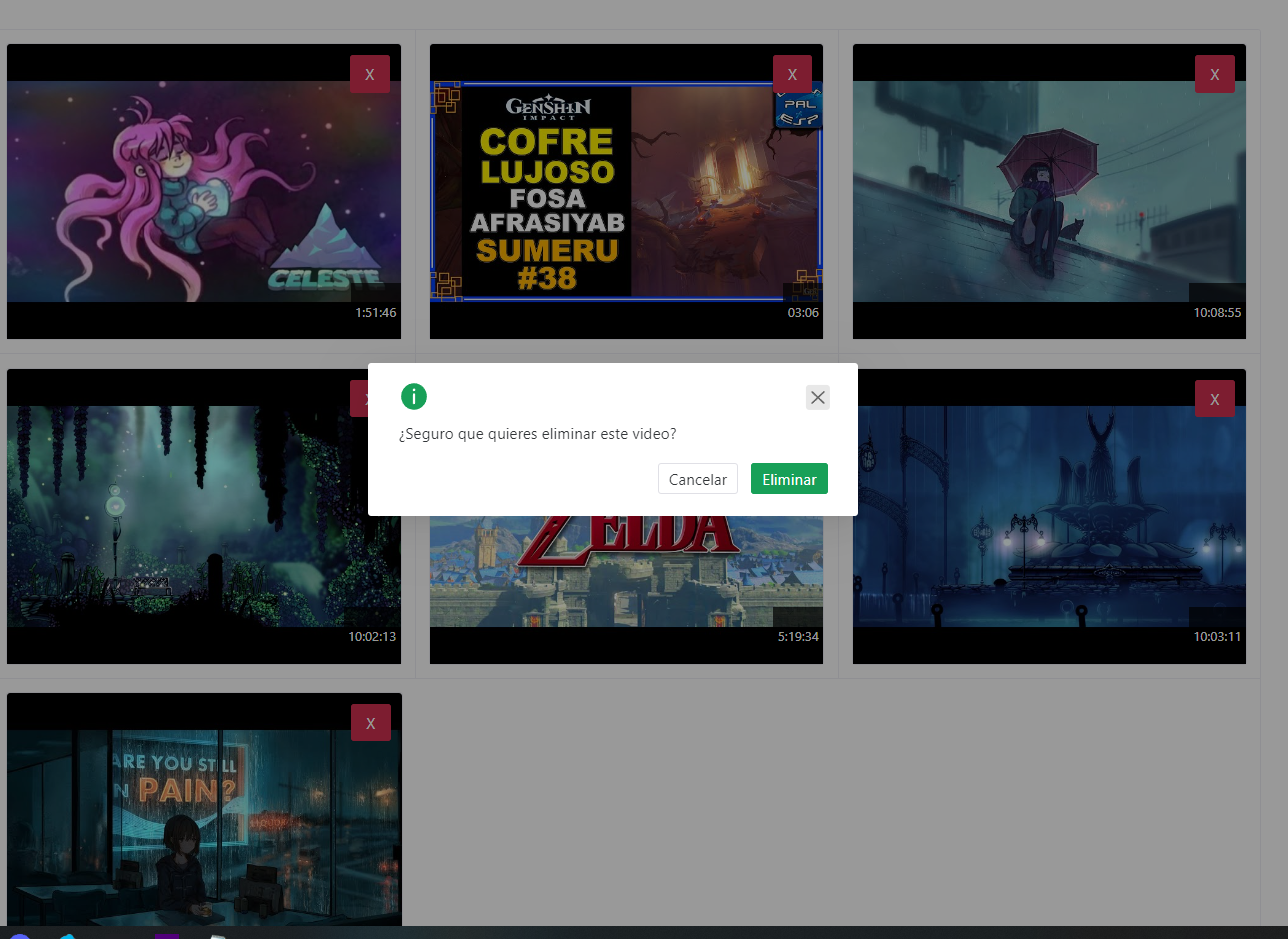 X
X
X
GENSHIN
IMPACT
COFRE
LUJOSO
FOSA
AFRASIYAB
SUMERU
#38
PAL
ESP
CELESTE
1:51:46
03:06
10:08:55
X
¿Seguro que quieres eliminar este video?
Cancelar
Eliminar
ZELDA
10:02:13
5:19:34
10:03:11
X
ARE YOU STILL
N PAIN?